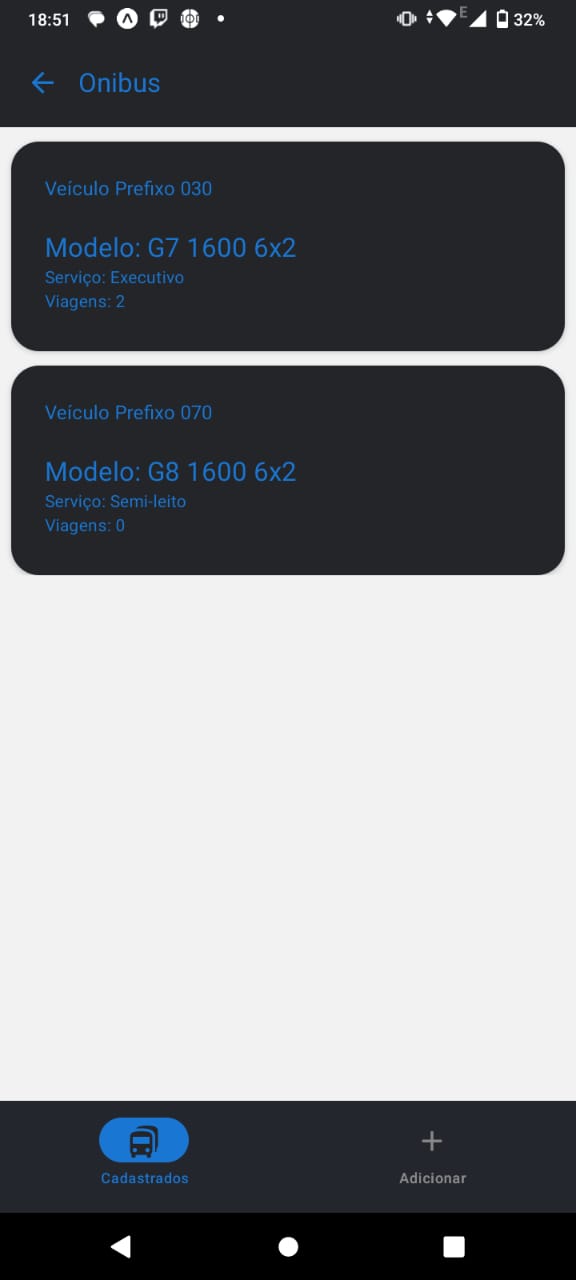 18:51
E
32%
Onibus
Veículo Prefixo 030
Modelo: G7 1600 6x2
Serviço: Executivo
Viagens: 2
Veículo Prefixo 070
Modelo: G8 1600 6x2
Serviço: Semi-leito
Viagens: 0
Cadastrados
Adicionar